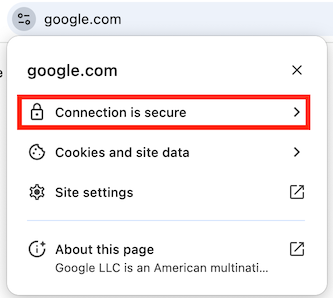 google.com
google.com
Connection is secure
Cookies and site data
Site settings
About this page
Google LLC is an American multinati...